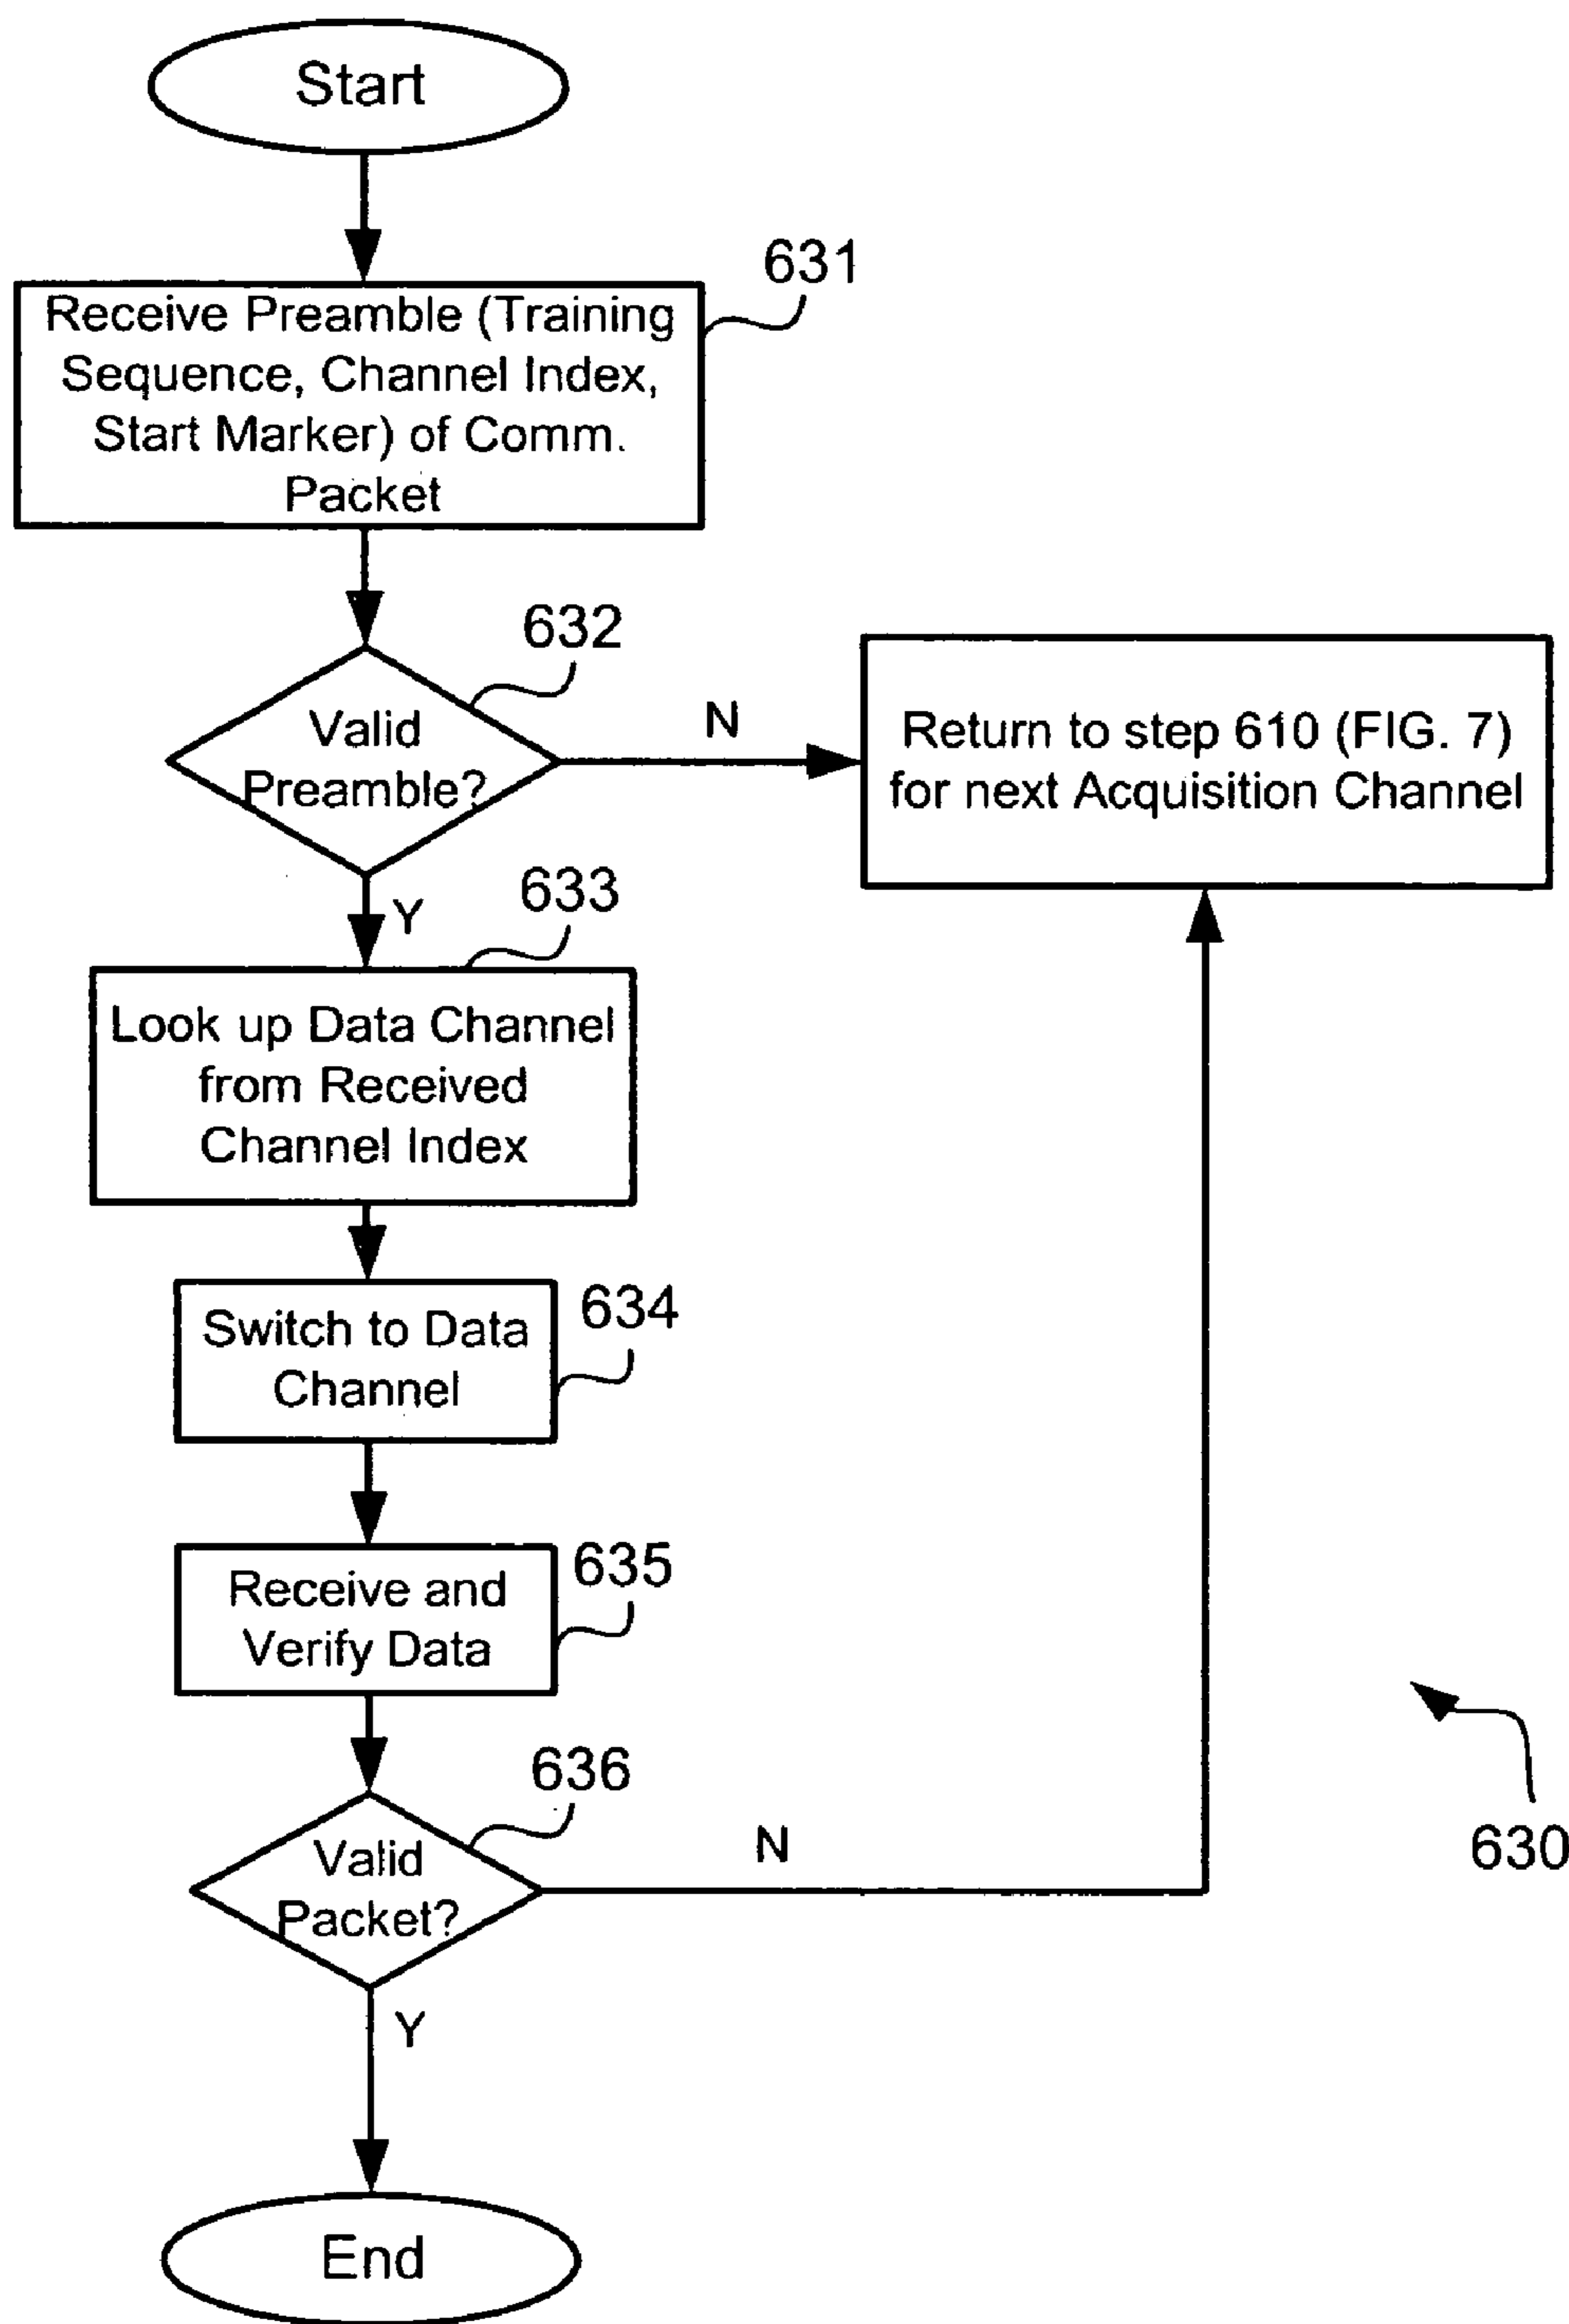 Start
631
Receive Preamble (Training
Sequence, Channel Index,
Start Marker) of Comm.
Packet
632
Valid
Preamble?
N
Return to step 610 (FIG. 7)
for next Acquisition Channel
Y
633
Look up Data Channel
from Received
Channel Index
634
Switch to Data
Channel
635
Receive and
Verify Data
636
Valid
Packet?
N
630
Y
End